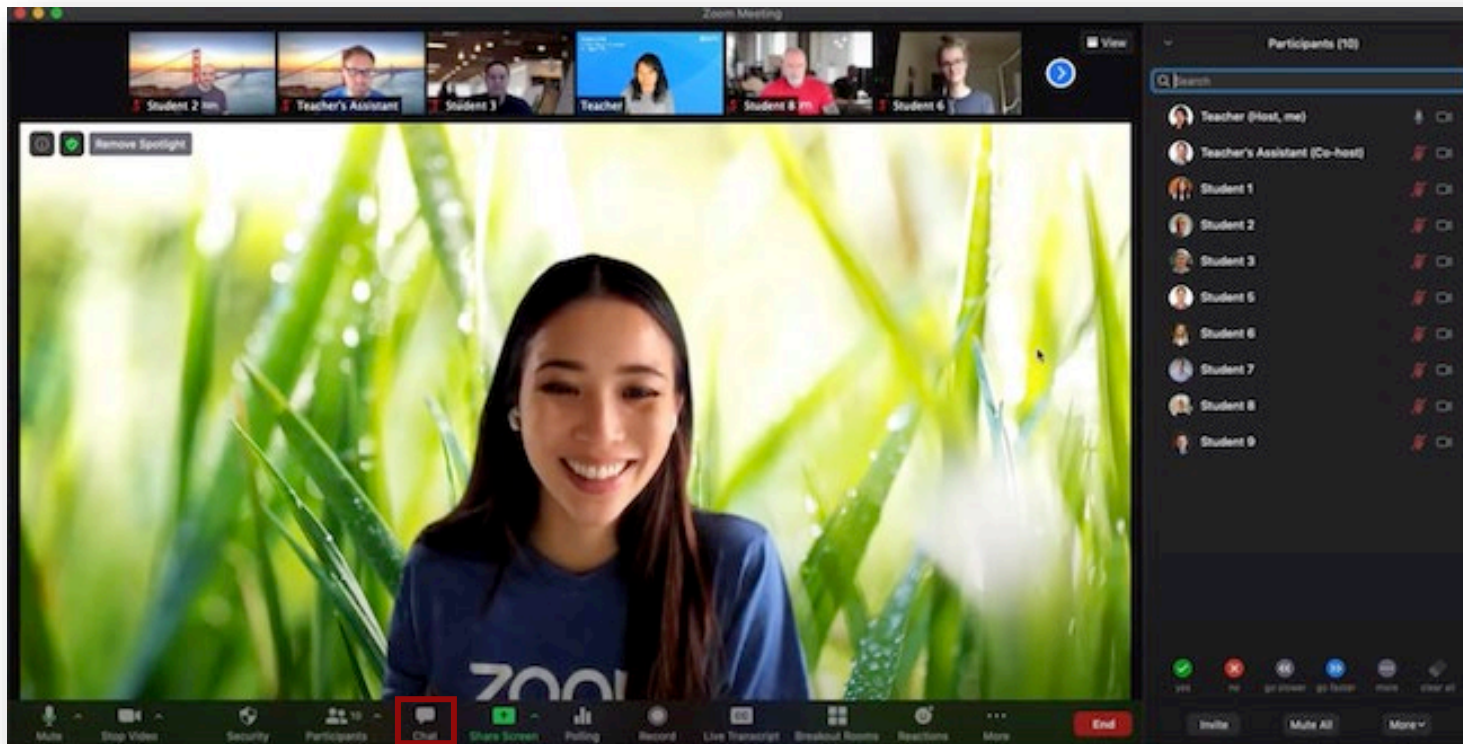 Zoom Meeting
Student 2
Teacher's Assistant
Student 3
Teacher
Student 8
Student 6
View
Remove Spotlight
ZOO
Participants (10)
Search
Teacher (Host, me)
Teacher's Assistant (Co-host)
Student 1
Student 2
Student 3
Student 5
Student 6
Student 7
Student 8
Student 9
yes
no
go slower
go faster
more
clear all
Invite
Mute All
More
Mute
Stop Video
Security
Participants
10
Chat
Share Screen
Polling
Record
CC
Live Transcript
Breakout Rooms
Reactions
More
End